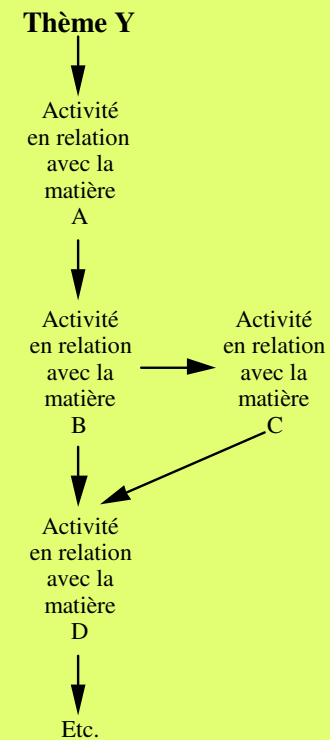 Thème Y
Activité
en relation
avec la
matière
A
Activité
en relation
avec la
matière
B
Activité
en relation
avec la
matière
C
Activité
en relation
avec la
matière
D
Etc.